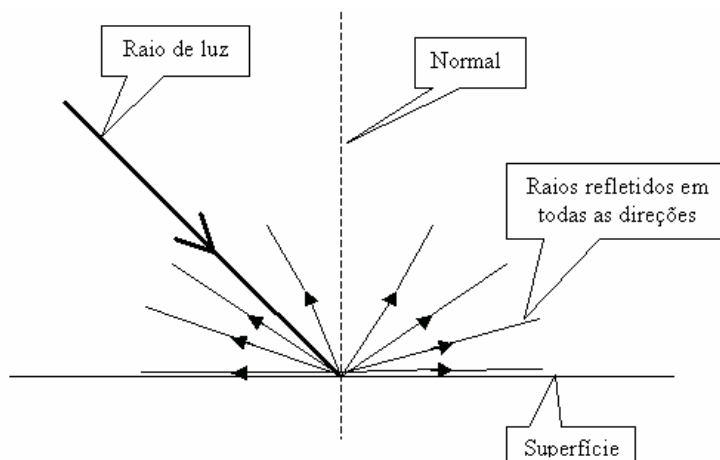 Raio de luz
Normal
Raios refletidos em
todas as direções
Superfície